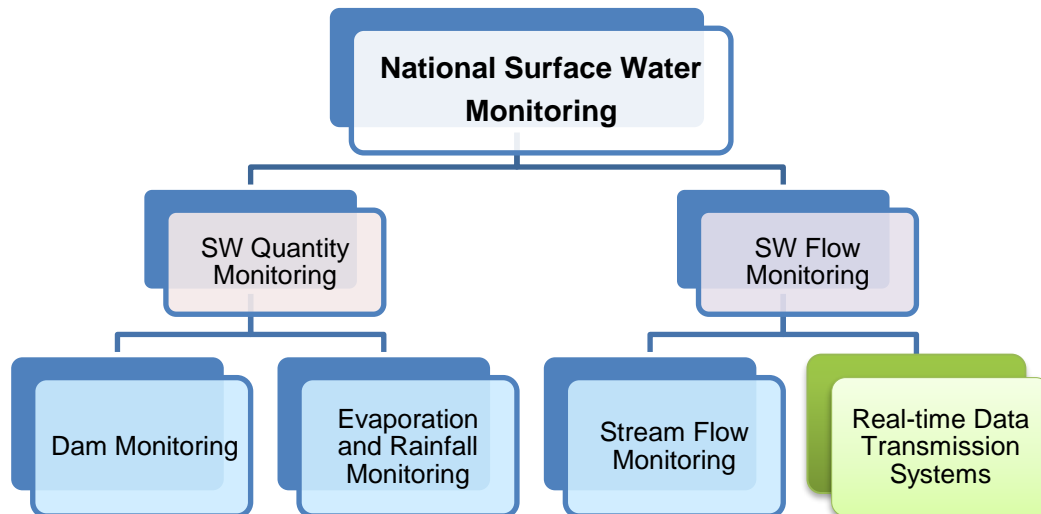 National Surface Water
Monitoring
SW Quantity
Monitoring
SW Flow
Monitoring
Dam Monitoring
Evaporation
and Rainfall
Monitoring
Stream Flow
Monitoring
Real-time Data
Transmission
Systems